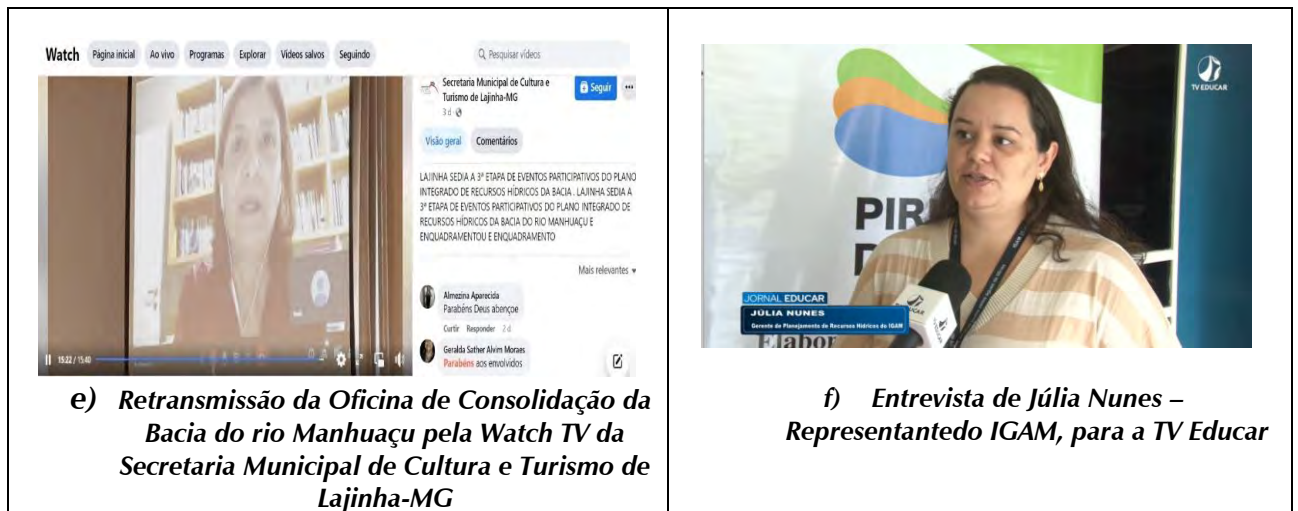 Watch Página inicial Ao vivo Programas Explorar Vídeos salvos Seguindo
Pesquisar vídeos
Secretaria Municipal de Cultura e
Turismo de Lajinha-MG
3 d
Seguir
Visão geral Comentários
LAJINHA SEDIA A 3ª ETAPA DE EVENTOS PARTICIPATIVOS DO PLANO
INTEGRADO DE RECURSOS HÍDRICOS DA BACIA . LAJINHA SEDIA A
3ª ETAPA DE EVENTOS PARTICIPATIVOS DO PLANO INTEGRADO DE
RECURSOS HÍDRICOS DA BACIA DO RIO MANHUAÇU E
ENQUADRAMENTOU E ENQUADRAMENTO
Mais relevantes
Almezina Aparecida
Parabéns Deus abençoe
Curtir Responder 2 d
Geralda Sather Alvim Moraes
Parabéns aos envolvidos
15:22 / 15:40
e) Retransmissão da Oficina de Consolidação da
Bacia do rio Manhuaçu pela Watch TV da
Secretaria Municipal de Cultura e Turismo de
Lajinha-MG
TV EDUCAR
PIR
D
JORNAL EDUCAR
JÚLIA NUNES
Gerente de Planejamento de Recursos Hídricos do IGAM
Elabor
f) Entrevista de Júlia Nunes –
Representantedo IGAM, para a TV Educar